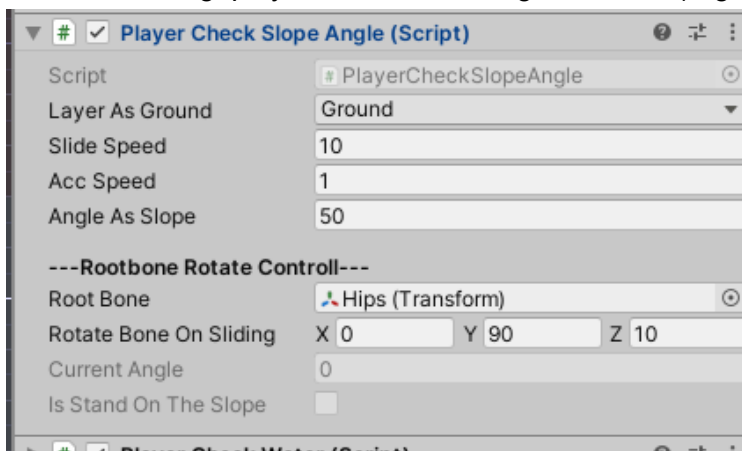 Player Check Slope Angle (Script)
Script # PlayerCheckSlopeAngle
Layer As Ground Ground
Slide Speed 10
Acc Speed 1
Angle As Slope 50
---Rootbone Rotate Controll---
Root Bone Hips (Transform)
Rotate Bone On Sliding X 0 Y 90 Z 10
Current Angle 0
Is Stand On The Slope